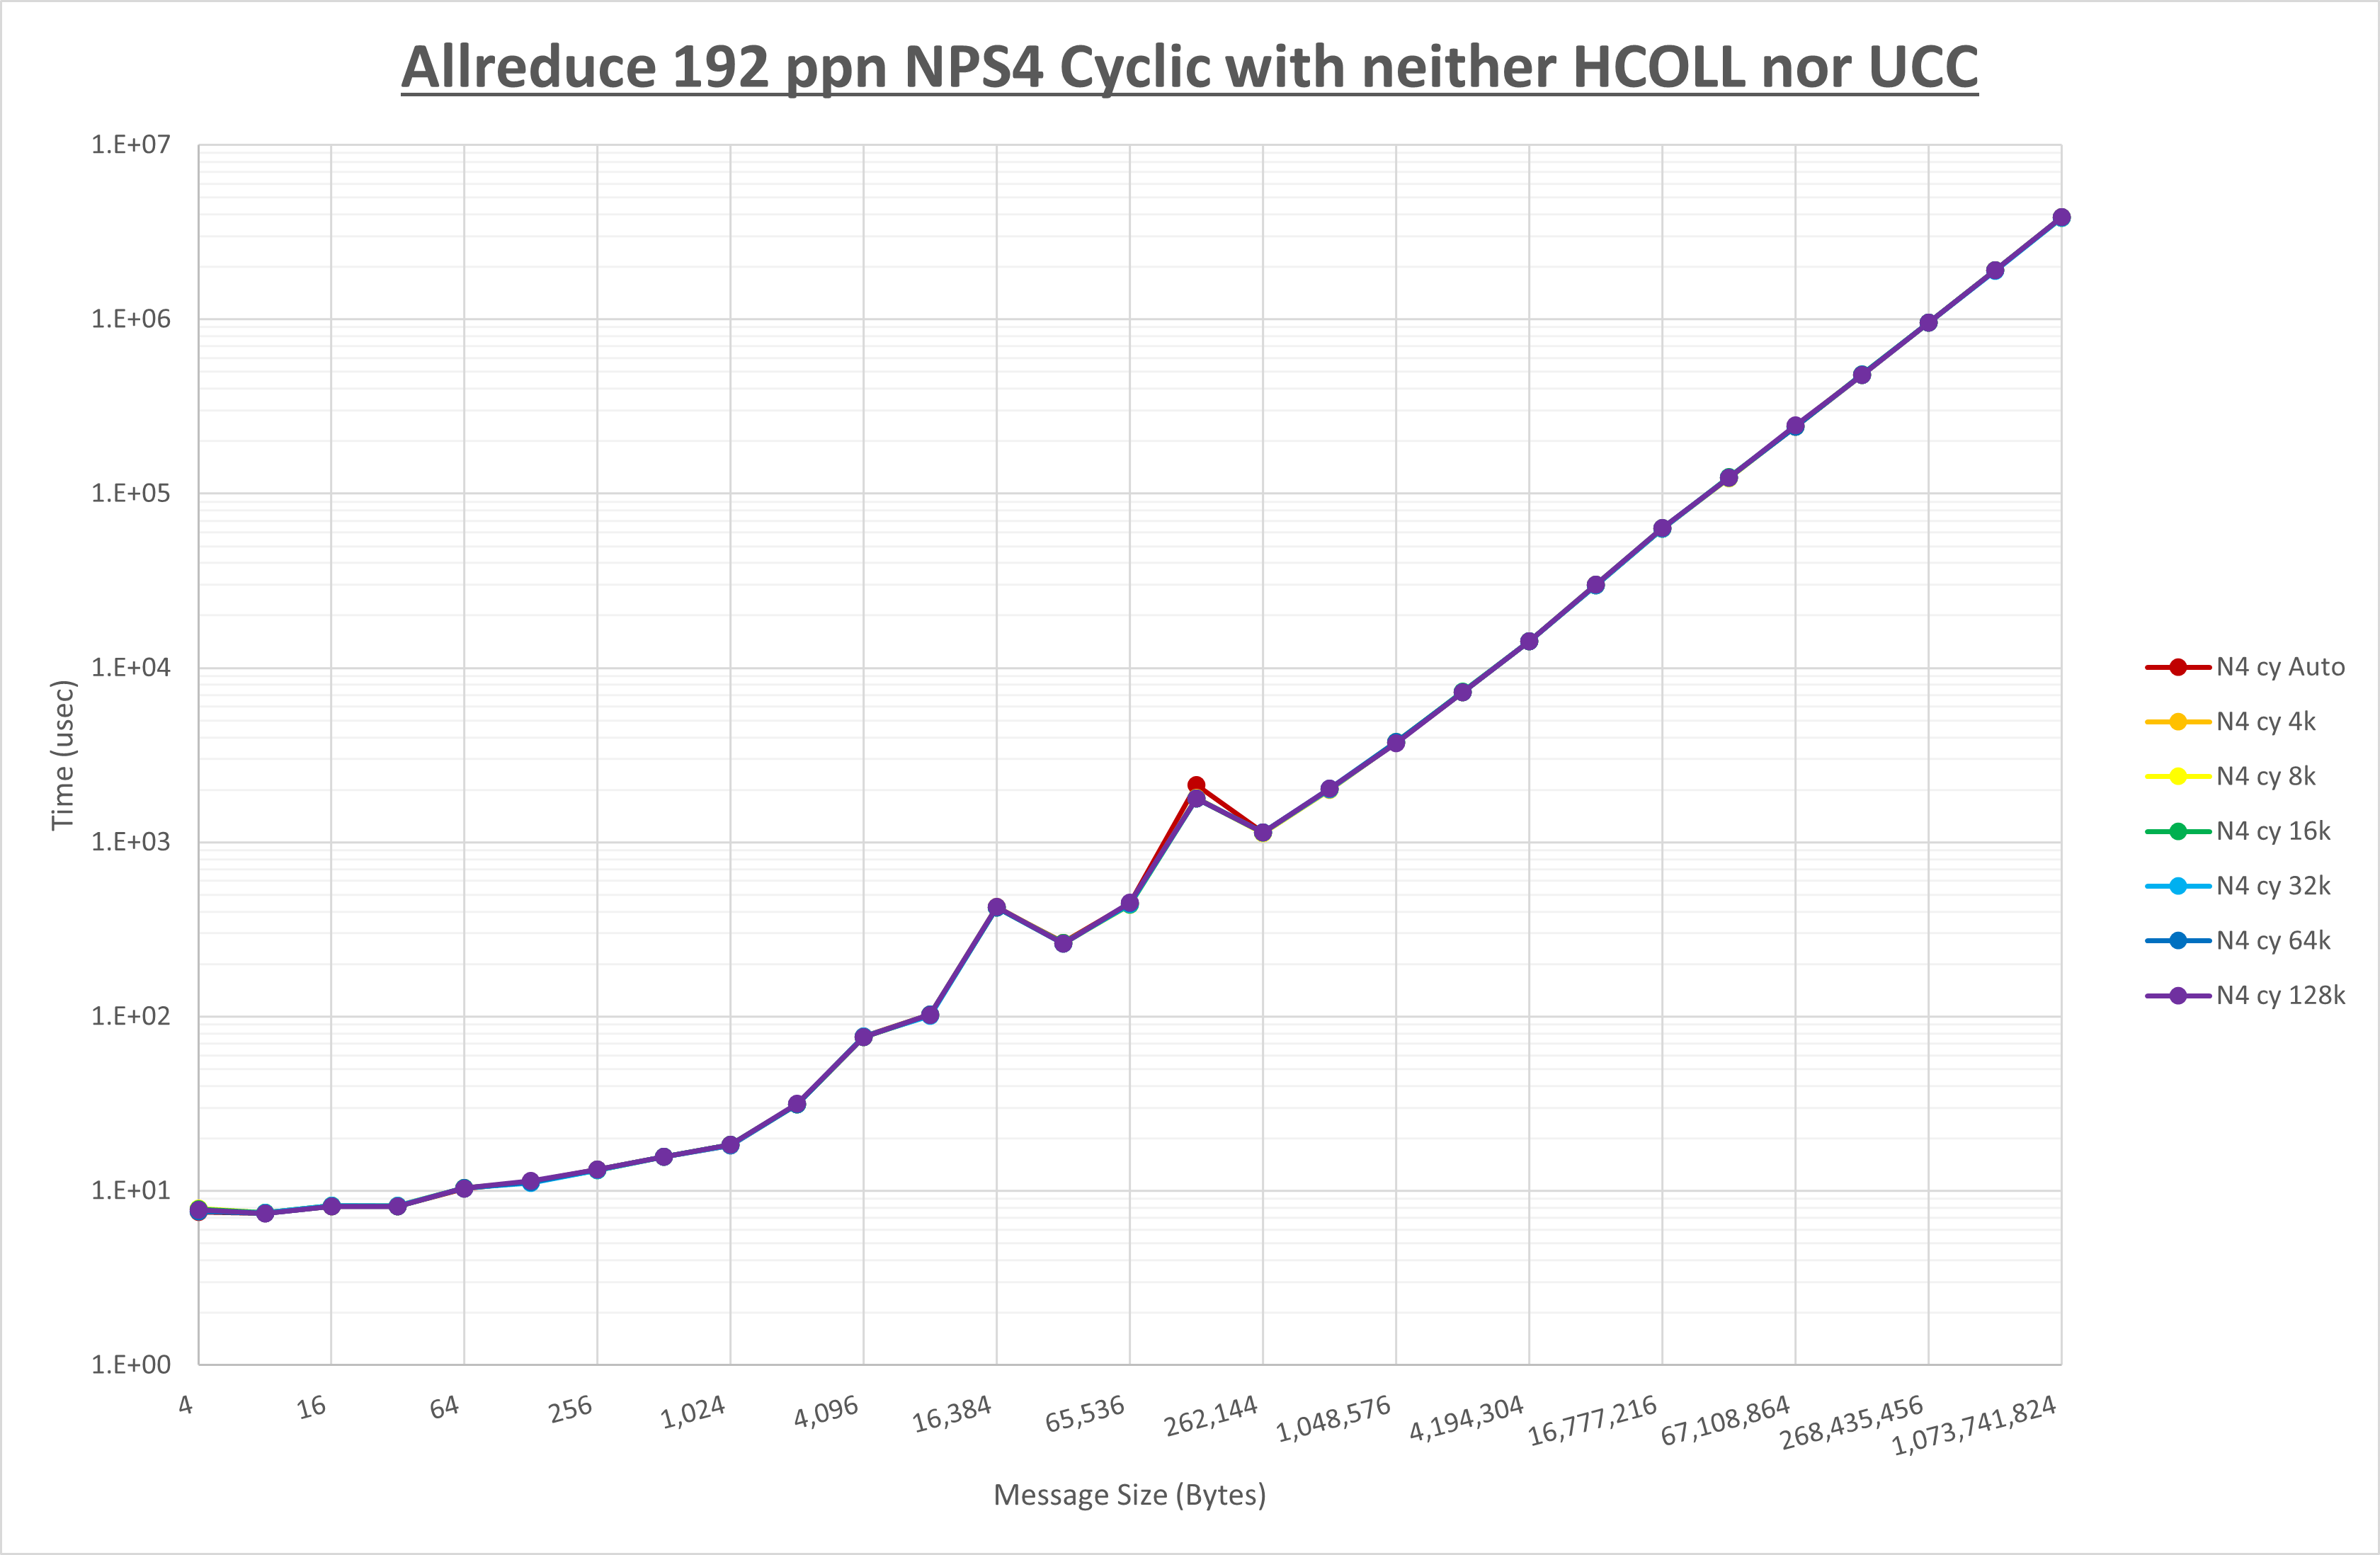 Allreduce 192 ppn NPS4 Cyclic with neither HCOLL nor UCC
1.E+07
1.E+06
1.E+05
1.E+04
1.E+03
1.E+02
1.E+01
1.E+00
Time (usec)
4
16
64
256
1,024
4,096
16,384
65,536
262,144
1,048,576
4,194,304
16,777,216
67,108,864
268,435,456
1,073,741,824
Message Size (Bytes)
N4 cy Auto
N4 cy 4k
N4 cy 8k
N4 cy 16k
N4 cy 32k
N4 cy 64k
N4 cy 128k